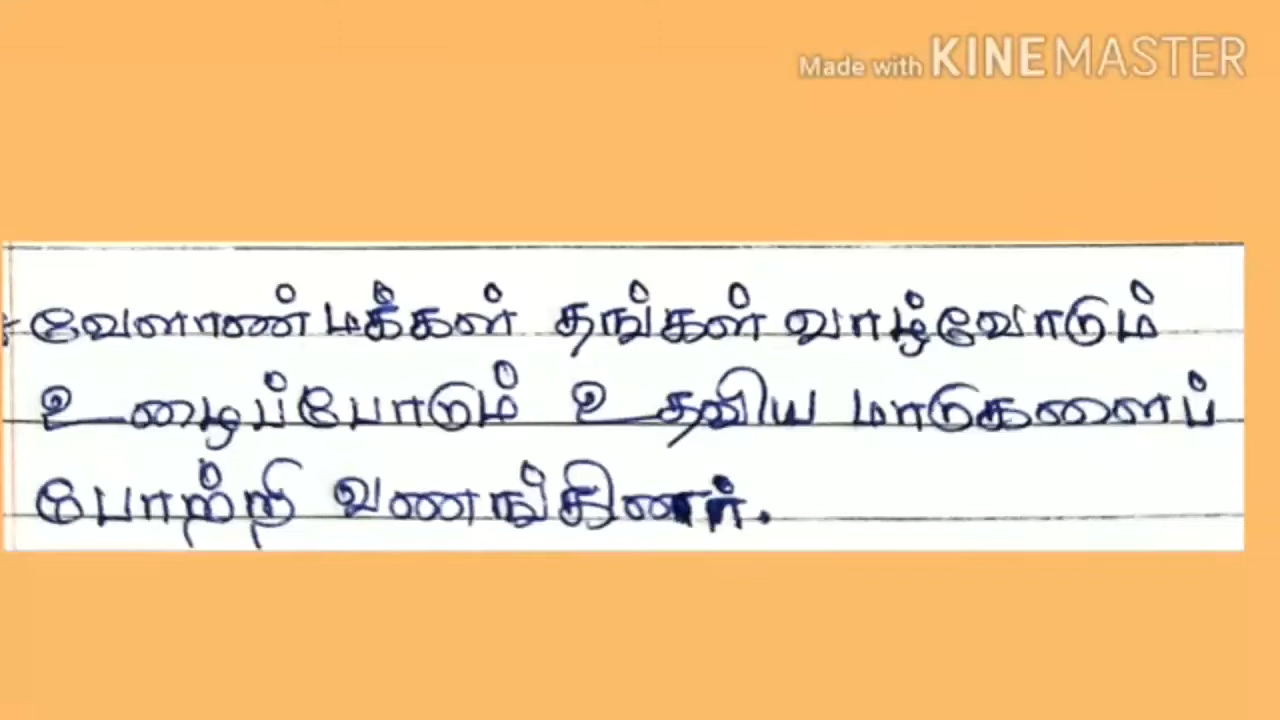 Made with KINEMASTER
வேளாண் மக்கள் தங்கள் வாழ்வோடும்
உழைப்போடும் உதவிய மாடுகளைப்
போற்றி வணங்கினர்.